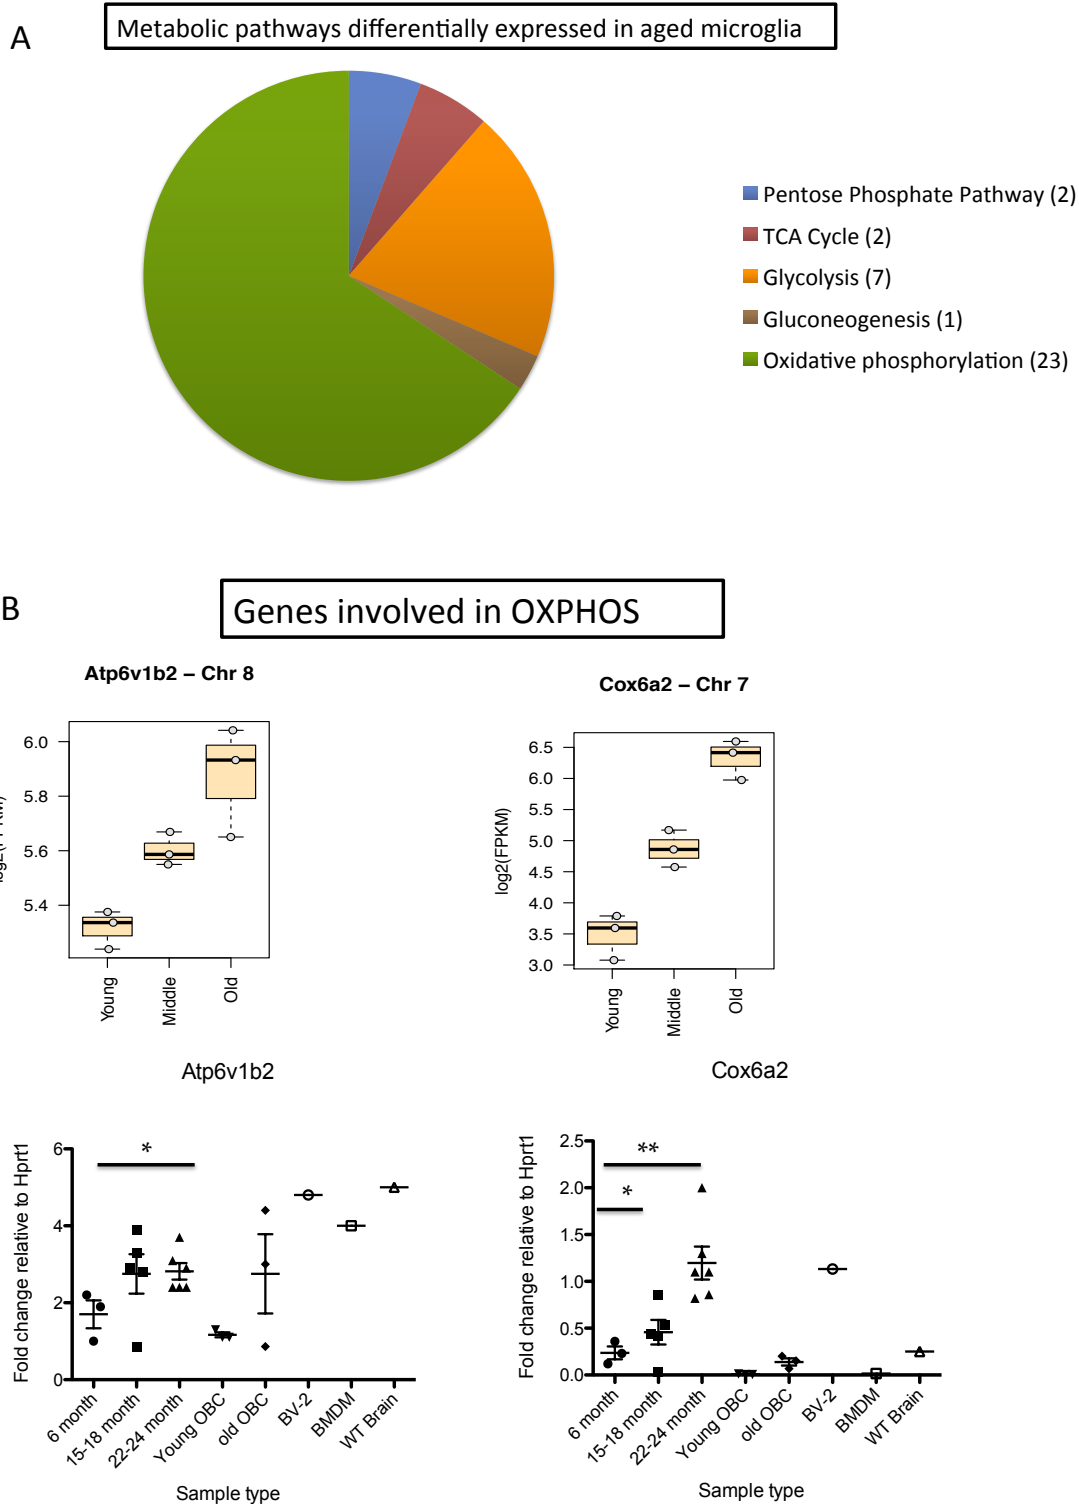 A
Metabolic pathways differentially expressed in aged microglia
Pentose Phosphate Pathway (2)
TCA Cycle (2)
Glycolysis (7)
Gluconeogenesis (1)
Oxidative phosphorylation (23)
B
Genes involved in OXPHOS
Atp6v1b2 – Chr 8
6.0
5.8
5.6
5.4
Young
Middle
Old
Cox6a2 – Chr 7
log2(FPKM)
6.5
6.0
5.5
5.0
4.5
4.0
3.5
3.0
Young
Middle
Old
Atp6v1b2
Fold change relative to Hprt1
6
4
2
0
*
6 month
15-18 month
22-24 month
Young OBC
old OBC
BV-2
BMDM
WT Brain
Sample type
Cox6a2
Fold change relative to Hprt1
2.5
2.0
1.5
1.0
0.5
0.0
**
*
6 month
15-18 month
22-24 month
Young OBC
old OBC
BV-2
BMDM
WT Brain
Sample type